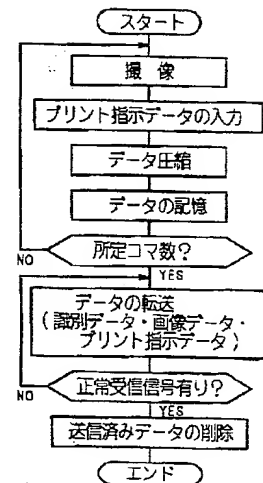 スタート
撮 像
プリント指示データの入力
データ圧縮
データの記憶
所定コマ数?
NO
YES
データの転送
(識別データ・画像データ・
プリント指示データ)
正常受信信号有り?
NO
YES
送信済みデータの削除
エンド